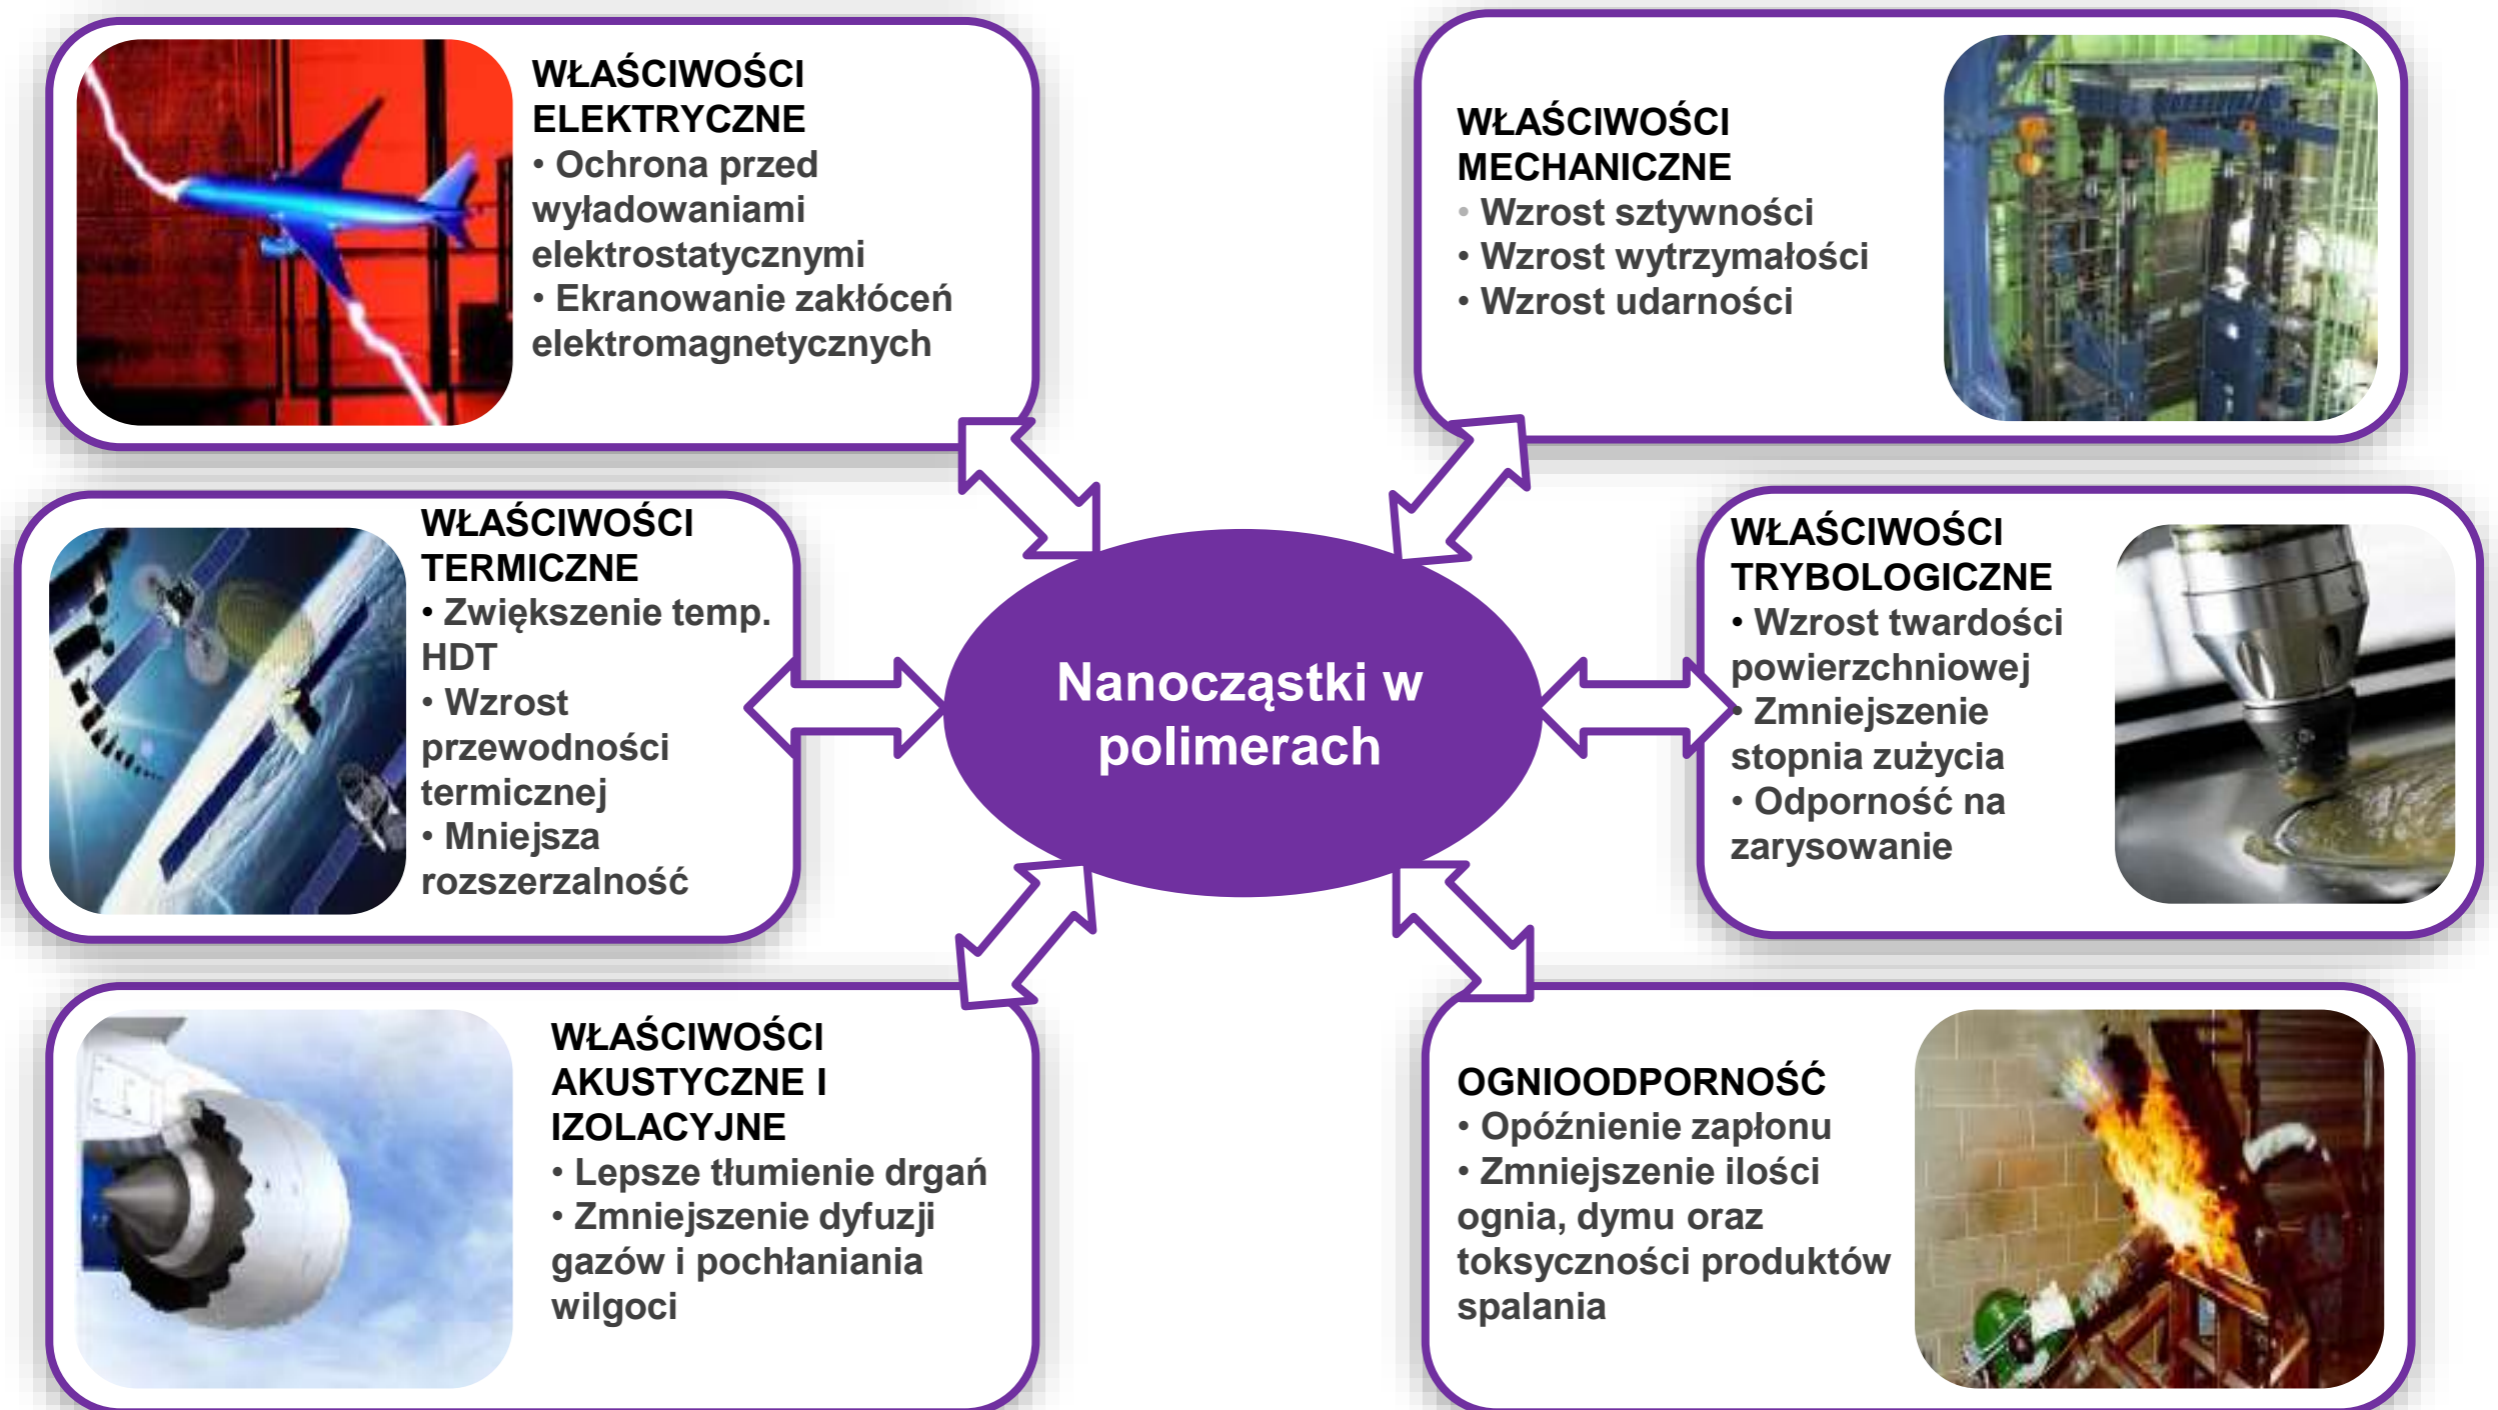 WŁAŚCIWOŚCI
ELEKTRYCZNE
• Ochrona przed
wyładowaniami
elektrostatycznymi
• Ekranowanie zakłóceń
elektromagnetycznych
WŁAŚCIWOŚCI
MECHANICZNE
• Wzrost sztywności
• Wzrost wytrzymałości
• Wzrost udarności
WŁAŚCIWOŚCI
TERMICZNE
• Zwiększenie temp.
HDT
• Wzrost
przewodności
termicznej
• Mniejsza
rozszerzalność
Nanocząstki w
polimerach
WŁAŚCIWOŚCI
TRYBOLOGICZNE
• Wzrost twardości
powierzchniowej
• Zmniejszenie
stopnia zużycia
• Odporność na
zarysowanie
WŁAŚCIWOŚCI
AKUSTYCZNE I
IZOLACYJNE
• Lepsze tłumienie drgań
• Zmniejszenie dyfuzji
gazów i pochłaniania
wilgoci
OGNIOODPORNOŚĆ
• Opóźnienie zapłonu
• Zmniejszenie ilości
ognia, dymu oraz
toksyczności produktów
spalania